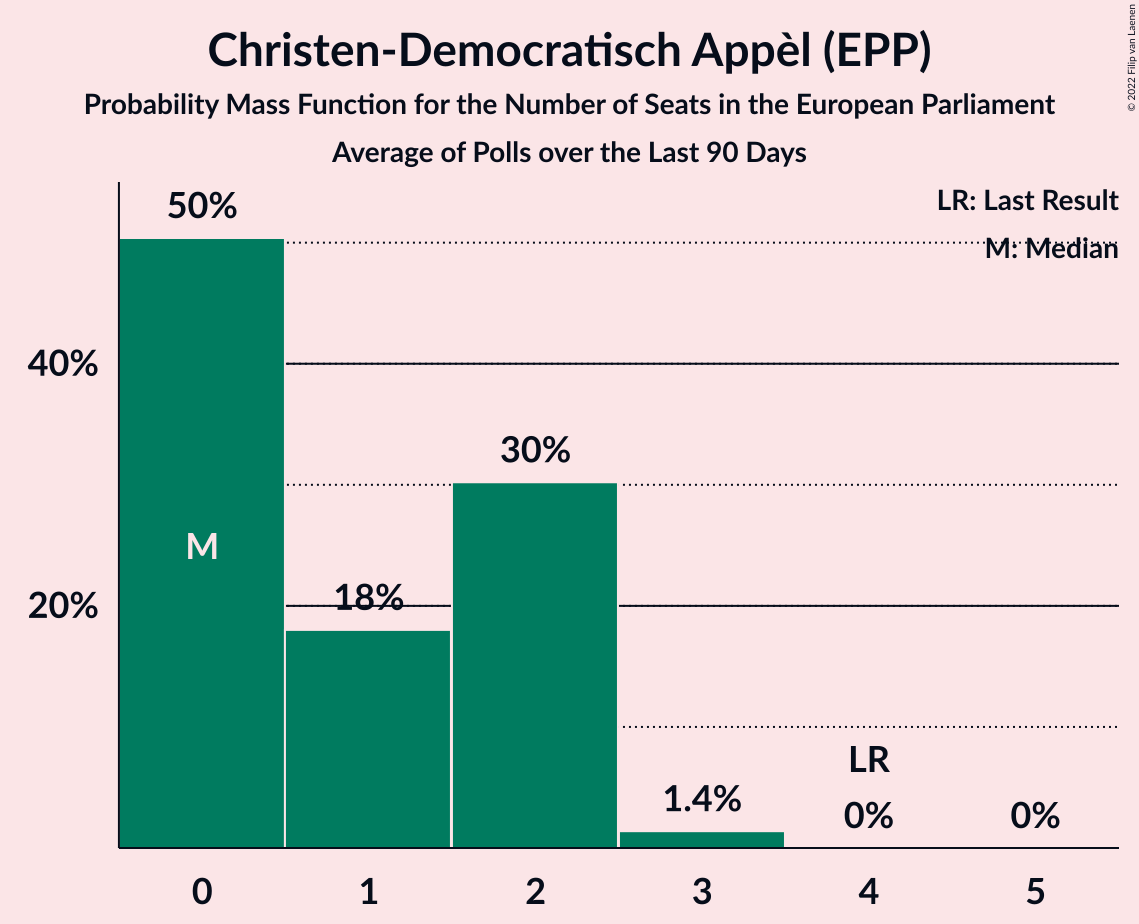 Christen-Democratisch Appèl (EPP)
Probability Mass Function for the Number of Seats in the European Parliament
Average of Polls over the Last 90 Days
© 2022 Filip van Laenen
LR: Last Result
M: Median
50%
40%
30%
M
18%
20%
LR
1.4%
0%
0%
0 1 2 3 4 5